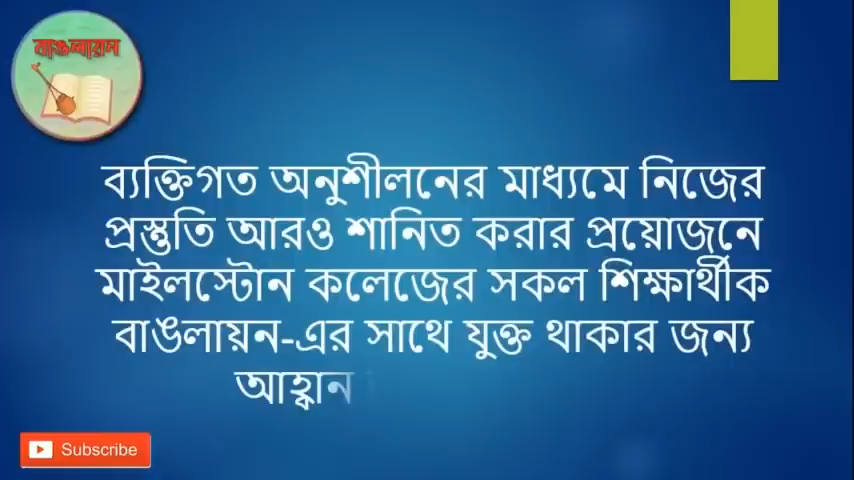 বাঙলায়ন
ব্যক্তিগত অনুশীলনের মাধ্যমে নিজের
প্রস্তুতি আরও শানিত করার প্রয়োজনে
মাইলস্টোন কলেজের সকল শিক্ষার্থীক
বাঙলায়ন-এর সাথে যুক্ত থাকার জন্য
আহ্বান
Subscribe